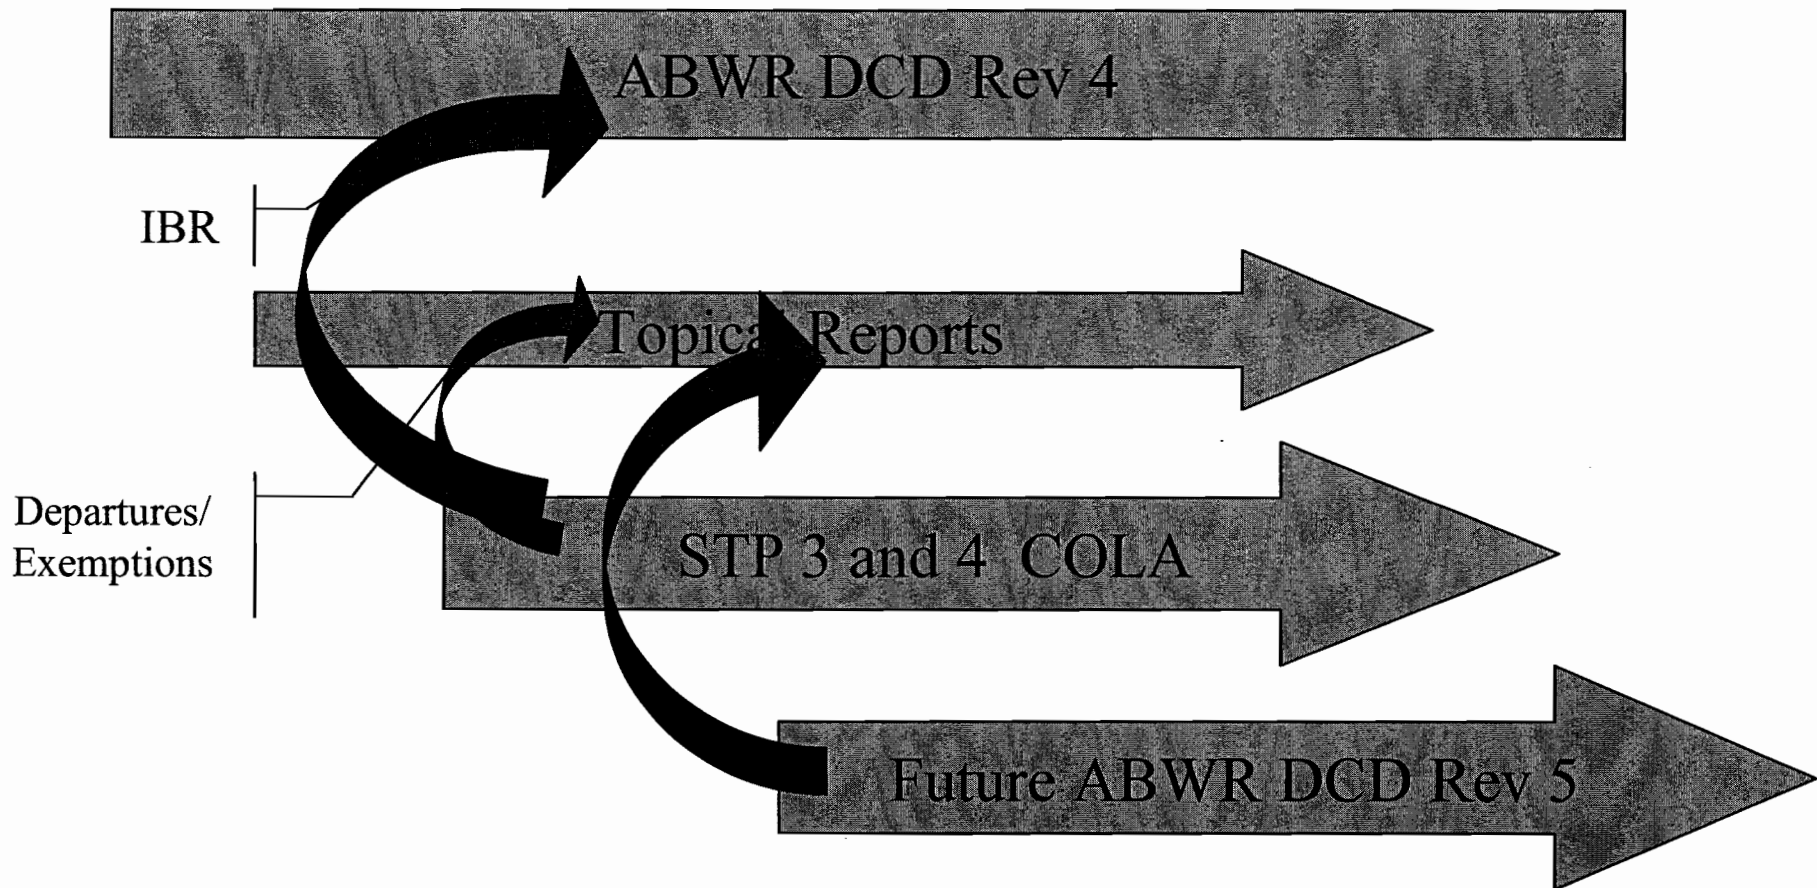 ABWR DCD Rev 4
IBR
Topical Reports
Departures/
Exemptions
STP 3 and 4 COLA
Future ABWR DCD Rev 5